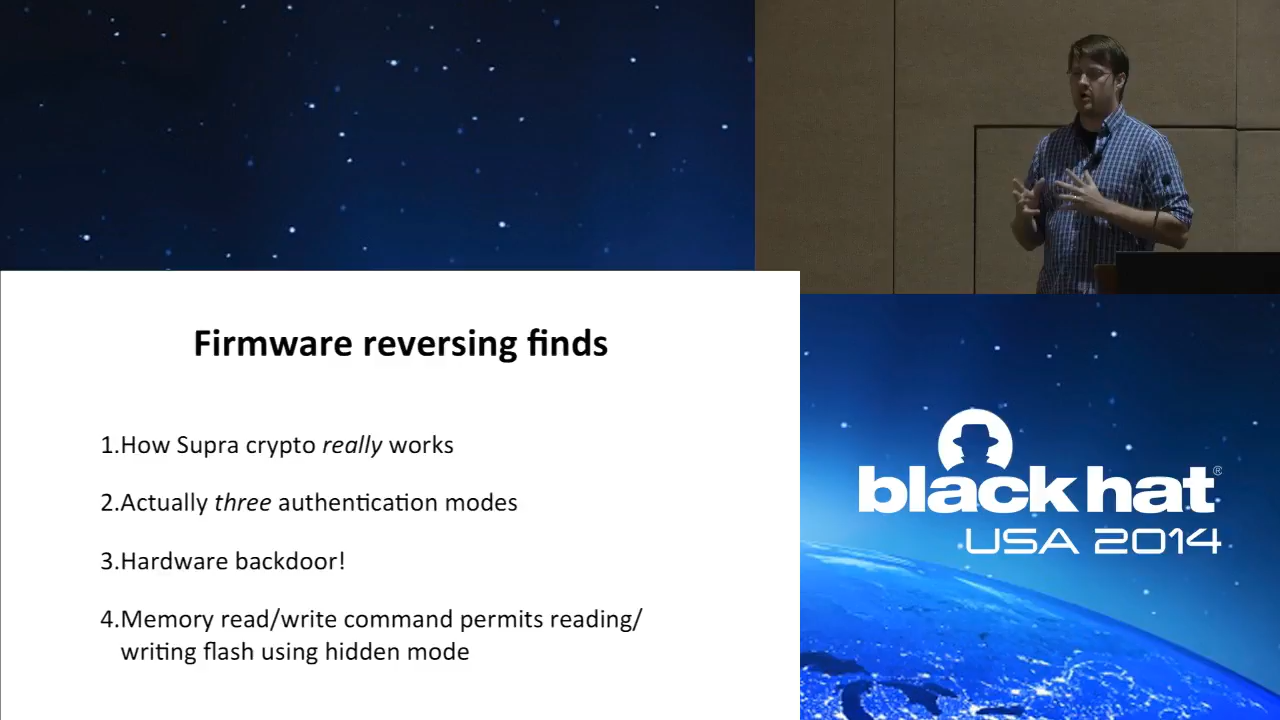 Firmware reversing finds
1.How Supra crypto really works
2.Actually three authentication modes
3.Hardware backdoor!
4.Memory read/write command permits reading/
writing flash using hidden mode
black hat®
USA 2014